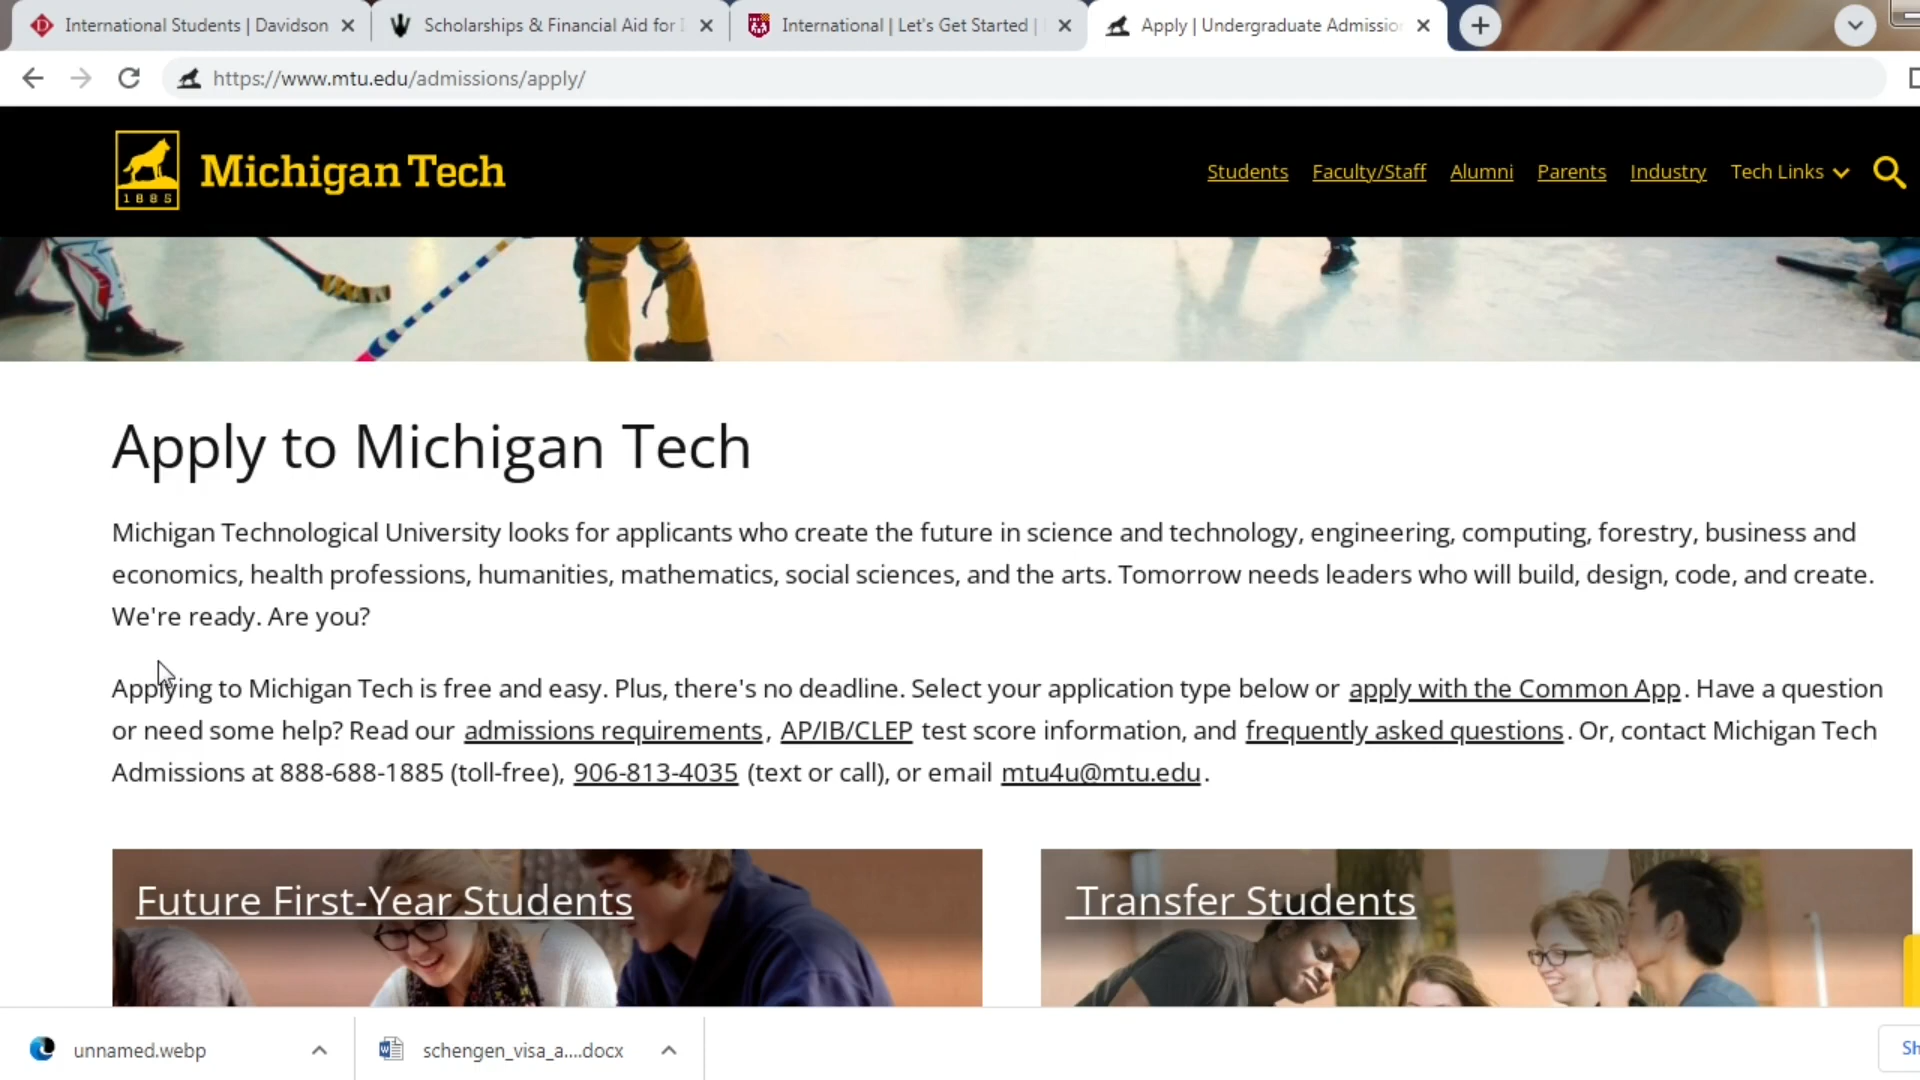 International Students | Davidson
Scholarships & Financial Aid for
International | Let's Get Started |
Apply | Undergraduate Admission
https://www.mtu.edu/admissions/apply/
1885
Michigan Tech
Students Faculty/Staff Alumni Parents Industry Tech Links
Apply to Michigan Tech
Michigan Technological University looks for applicants who create the future in science and technology, engineering, computing, forestry, business and
economics, health professions, humanities, mathematics, social sciences, and the arts. Tomorrow needs leaders who will build, design, code, and create.
We're ready. Are you?
Applying to Michigan Tech is free and easy. Plus, there's no deadline. Select your application type below or apply with the Common App. Have a question
or need some help? Read our admissions requirements, AP/IB/CLEP test score information, and frequently asked questions. Or, contact Michigan Tech
Admissions at 888-688-1885 (toll-free), 906-813-4035 (text or call), or email mtu4u@mtu.edu.
Future First-Year Students
Transfer Students
unnamed.webp
schengen_visa_a....docx